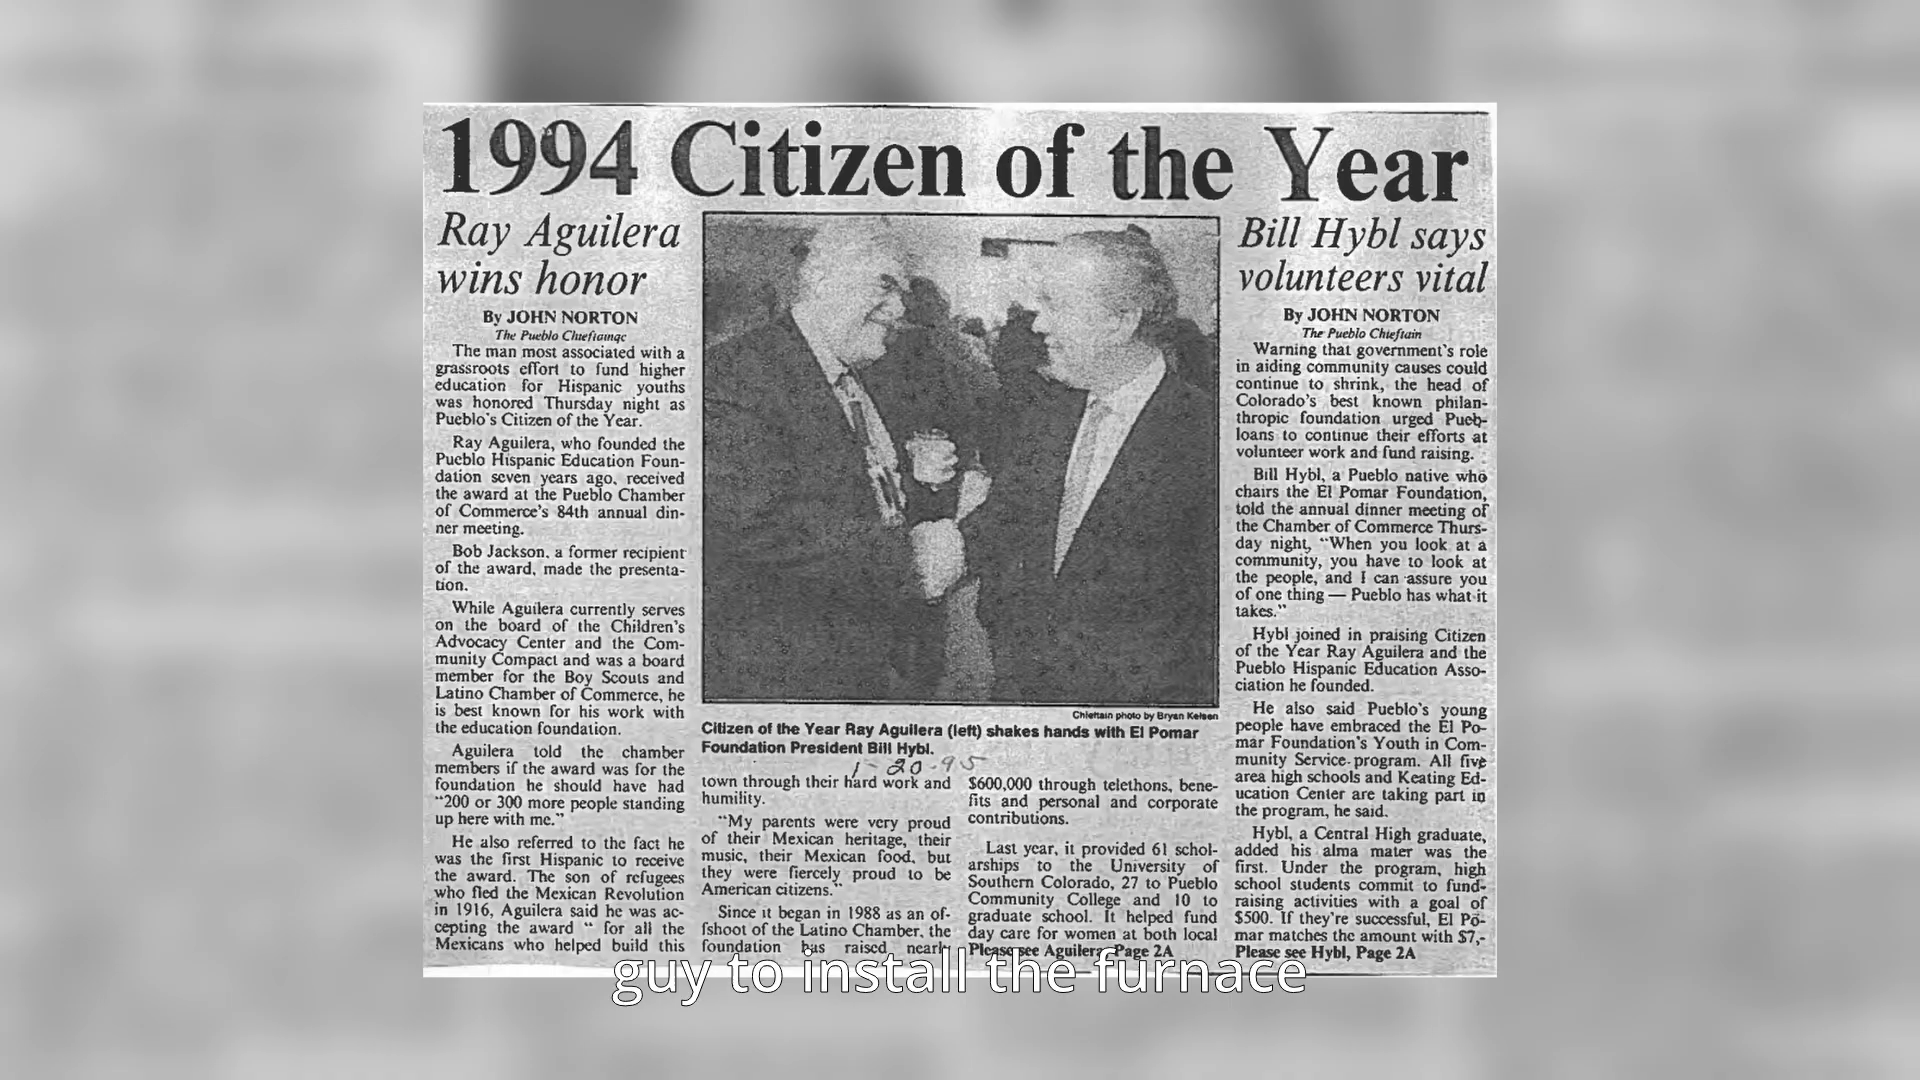 1994 Citizen of the Year
Ray Aguilera
wins honor
By JOHN NORTON
The Pueblo Chieftainqc
The man most associated with a
grassroots effort to fund higher
education for Hispanic youths
was honored Thursday night as
Pueblo's Citizen of the Year.
Ray Aguilera, who founded the
Pueblo Hispanic Education Foun-
dation seven years ago, received
the award at the Pueblo Chamber
of Commerce's 84th annual din-
ner meeting.
Bob Jackson, a former recipient
of the award, made the presenta-
tion.
While Aguilera currently serves
on the board of the Children's
Advocacy Center and the Com-
munity Compact and was a board
member for the Boy Scouts and
Latino Chamber of Commerce, he
is best known for his work with
the education foundation.
Aguilera told the chamber
members if the award was for the
foundation he should have had
"200 or 300 more people standing
up here with me."
He also referred to the fact he
was the first Hispanic to receive
the award. The son of refugees
who fled the Mexican Revolution
in 1916, Aguilera said he was ac-
cepting the award " for all the
Mexicans who helped build this
Chieftain photo by Bryan Kelsen
Citizen of the Year Ray Aguilera (left) shakes hands with El Pomar
Foundation President Bill Hybl.
1-20-95
town through their hard work and
humility.
"My parents were very proud
of their Mexican heritage, their
music, their Mexican food, but
they were fiercely proud to be
American citizens."
Since it began in 1988 as an of-
fshoot of the Latino Chamber, the
foundation has raised nearly
$600,000 through telethons, bene-
fits and personal and corporate
contributions.
Last year, it provided 61 schol-
arships to the University of
Southern Colorado, 27 to Pueblo
Community College and 10 to
graduate school. It helped fund
day care for women at both local
Please see Aguilera, Page 2A
Bill Hybl says
volunteers vital
By JOHN NORTON
The Pueblo Chieftain
Warning that government's role
in aiding community causes could
continue to shrink, the head of
Colorado's best known philan-
thropic foundation urged Pueb-
loans to continue their efforts at
volunteer work and fund raising.
Bill Hybl, a Pueblo native who
chairs the El Pomar Foundation,
told the annual dinner meeting of
the Chamber of Commerce Thurs-
day night, "When you look at a
community, you have to look at
the people, and I can assure you
of one thing — Pueblo has what it
takes."
Hybl joined in praising Citizen
of the Year Ray Aguilera and the
Pueblo Hispanic Education Asso-
ciation he founded.
He also said Pueblo's young
people have embraced the El Po-
mar Foundation's Youth in Com-
munity Service program. All five
area high schools and Keating Ed-
ucation Center are taking part in
the program, he said.
Hybl, a Central High graduate,
added his alma mater was the
first. Under the program, high
school students commit to fund-
raising activities with a goal of
$500. If they're successful, El Po-
mar matches the amount with $7,-
Please see Hybl, Page 2A
guy to install the furnace